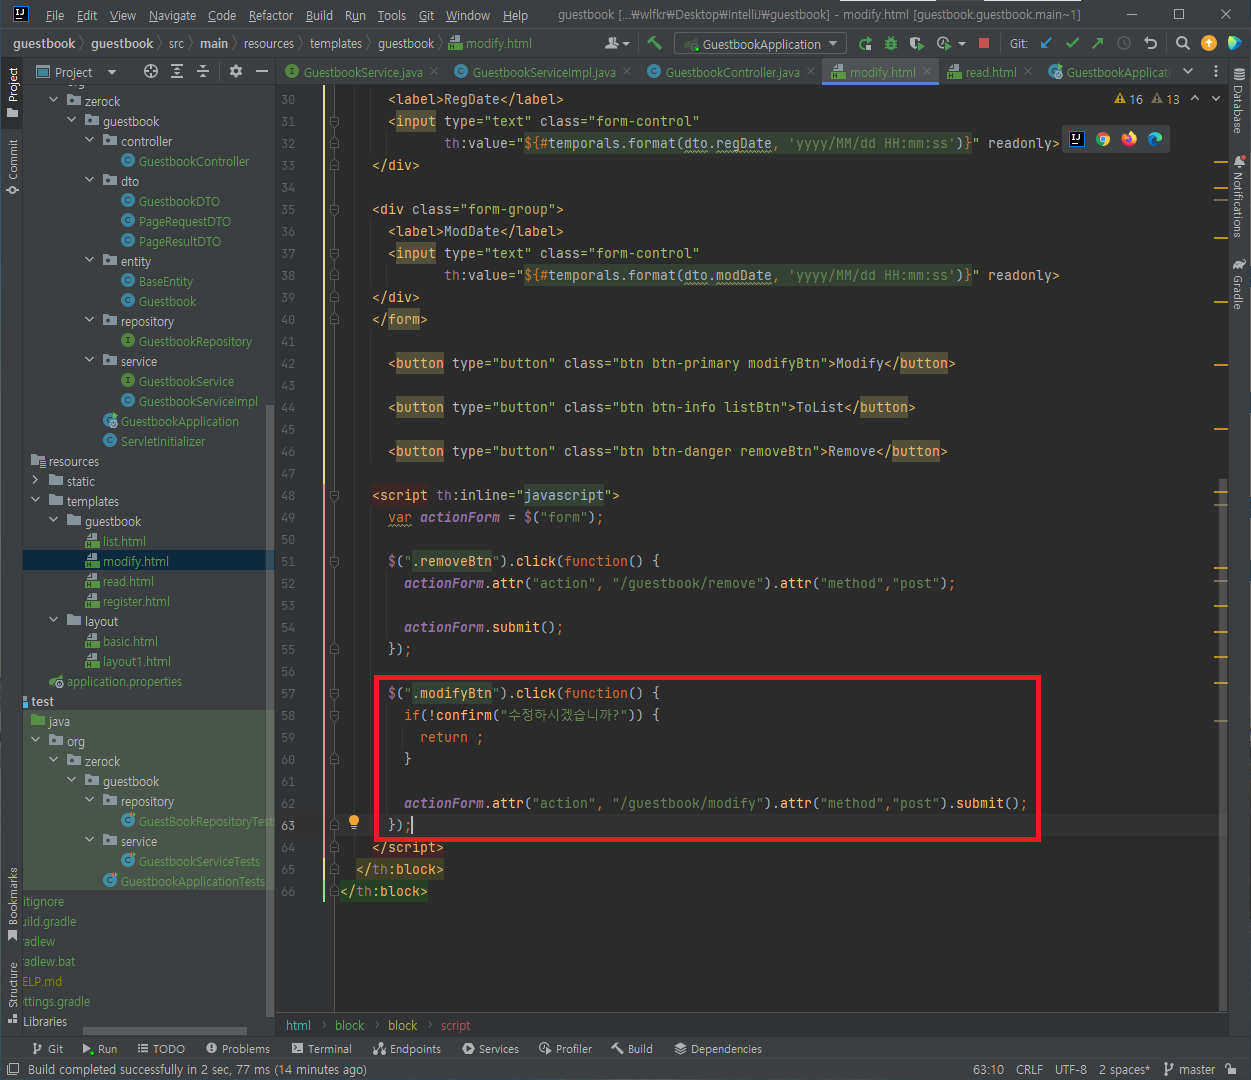 File Edit View Navigate Code Refactor Build Run Tools Git Window Help guestbook [...₩wlfkr₩Desktop₩IntelliJ₩guestbook] - modify.html [guestbook.guestbook.main~1]
guestbook guestbook src main resources templates guestbook modify.html GuestbookApplication Git:
Project GuestbookService.java GuestbookServiceImpl.java GuestbookController.java modify.html read.html GuestbookApplicati
Project
Commit
Bookmarks
Structure
org
zerock
guestbook
controller
GuestbookController
dto
GuestbookDTO
PageRequestDTO
PageResultDTO
entity
BaseEntity
Guestbook
repository
GuestbookRepository
service
GuestbookService
GuestbookServiceImpl
GuestbookApplication
ServletInitializer
resources
static
templates
guestbook
list.html
modify.html
read.html
register.html
layout
basic.html
layout1.html
application.properties
test
java
org
zerock
guestbook
repository
GuestBookRepositoryTest
service
GuestbookServiceTests
GuestbookApplicationTests
itignore
uild.gradle
radlew
radlew.bat
ELP.md
ettings.gradle
Libraries
16 13
30 <label>RegDate</label>
31 <input type="text" class="form-control"
32 th:value="${#temporals.format(dto.regDate, 'yyyy/MM/dd HH:mm:ss')}" readonly>
33 </div>
34
35 <div class="form-group">
36 <label>ModDate</label>
37 <input type="text" class="form-control"
38 th:value="${#temporals.format(dto.modDate, 'yyyy/MM/dd HH:mm:ss')}" readonly>
39 </div>
40 </form>
41
42 <button type="button" class="btn btn-primary modifyBtn">Modify</button>
43
44 <button type="button" class="btn btn-info listBtn">ToList</button>
45
46 <button type="button" class="btn btn-danger removeBtn">Remove</button>
47
48 <script th:inline="javascript">
49 var actionForm = $("form");
50
51 $(".removeBtn").click(function() {
52 actionForm.attr("action", "/guestbook/remove").attr("method","post");
53
54 actionForm.submit();
55 });
56
57 $(".modifyBtn").click(function() {
58 if(!confirm("수정하시겠습니까?")) {
59 return ;
60 }
61
62 actionForm.attr("action", "/guestbook/modify").attr("method","post").submit();
63 });
64 </script>
65 </th:block>
66 </th:block>
Database
Notifications
Gradle
html block block script
Git Run TODO Problems Terminal Endpoints Services Profiler Build Dependencies
Build completed successfully in 2 sec, 77 ms (14 minutes ago) 63:10 CRLF UTF-8 2 spaces* master